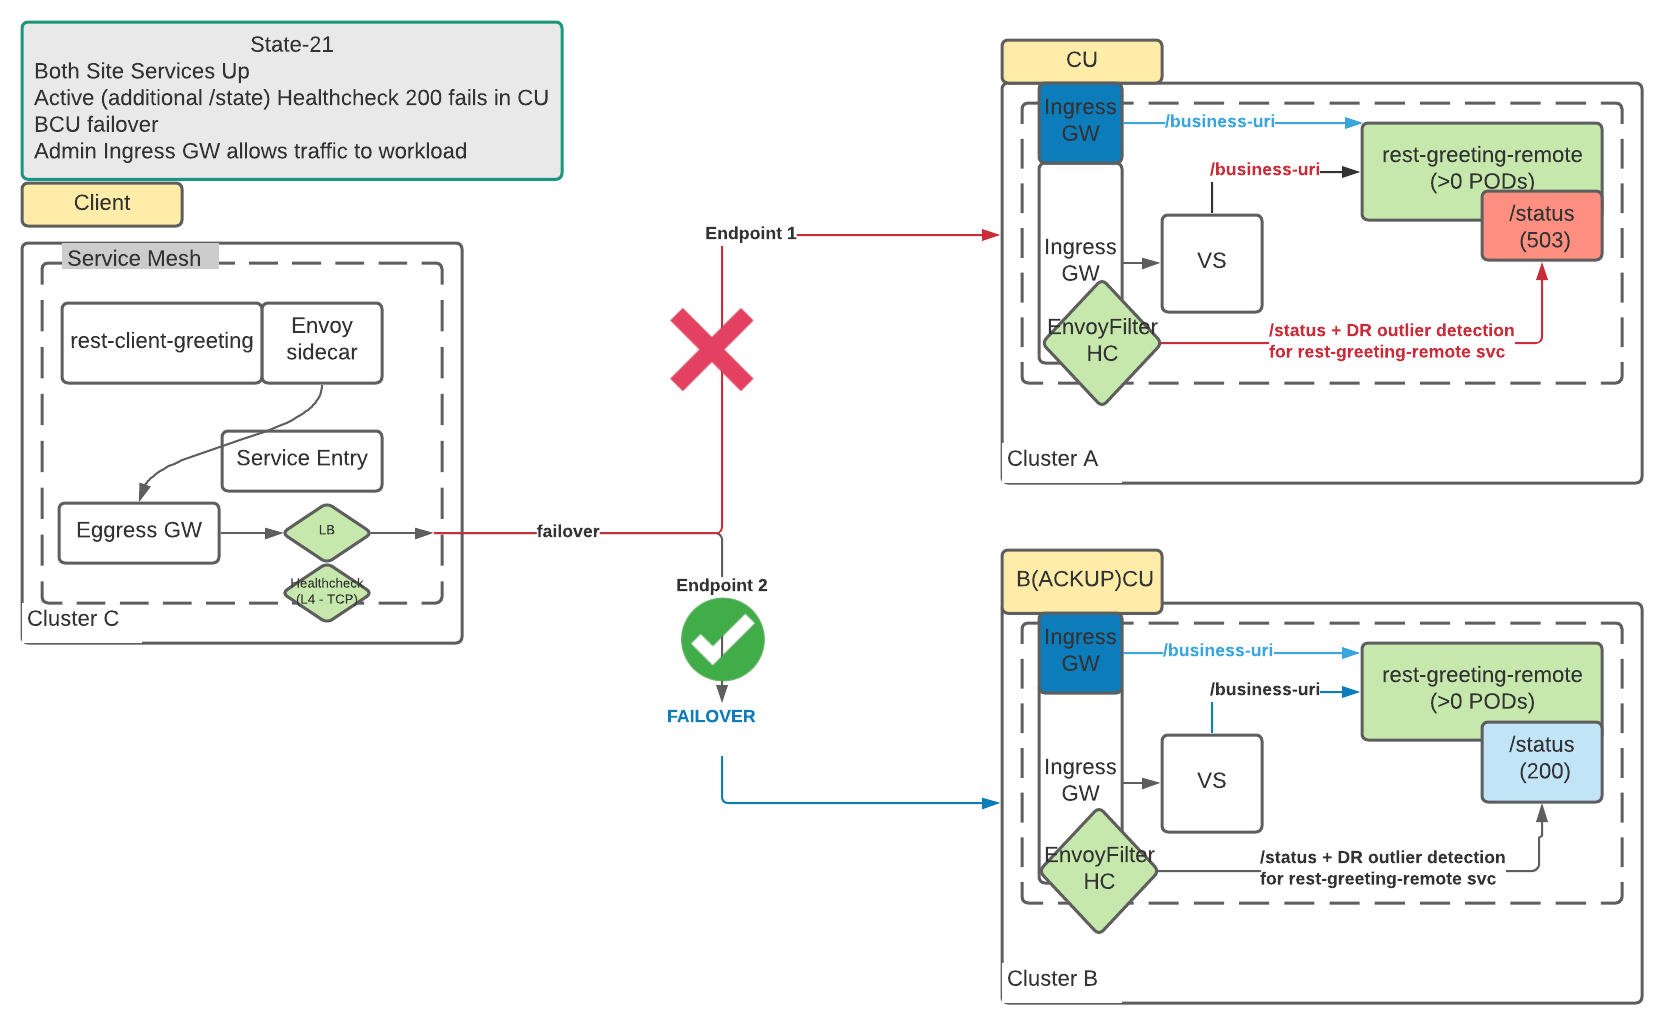 State-21
Both Site Services Up
Active (additional /state) Healthcheck 200 fails in CU
BCU failover
Admin Ingress GW allows traffic to workload
Client
Service Mesh
rest-client-greeting
Envoy
sidecar
Service Entry
Eggress GW
LB
Healthcheck
(L4 - TCP)
Cluster C
failover
Endpoint 1
Endpoint 2
FAILOVER
CU
Ingress
GW
/business-uri
rest-greeting-remote
(>0 PODs)
/business-uri
/status
(503)
Ingress
GW
VS
EnvoyFilter
HC
/status + DR outlier detection
for rest-greeting-remote svc
Cluster A
B(ACKUP)CU
Ingress
GW
/business-uri
rest-greeting-remote
(>0 PODs)
/business-uri
/status
(200)
Ingress
GW
VS
EnvoyFilter
HC
/status + DR outlier detection
for rest-greeting-remote svc
Cluster B